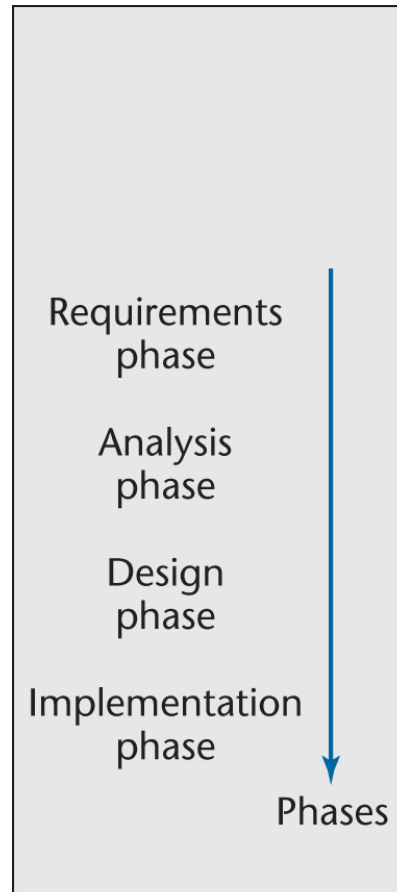 Requirements
phase
Analysis
phase
Design
phase
Implementation
phase
Phases